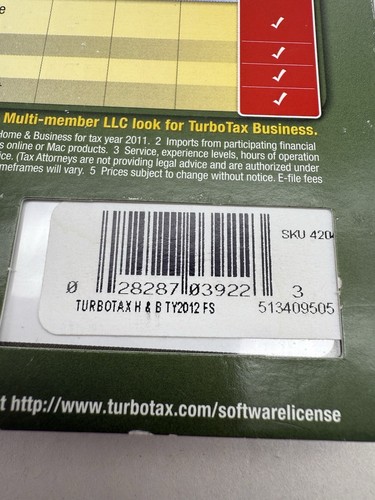 e
Multi-member LLC look for TurboTax Business.
Home & Business for tax year 2011. 2 Imports from participating financial
s online or Mac products. 3 Service, experience levels, hours of operation
ice. (Tax Attorneys are not providing legal advice and are authorized under
meframes will vary. 5 Prices subject to change without notice. E-file fees
SKU 420
0 28287 03922 3
TURBOTAX H & B TY2012 FS 513409505
t http://www.turbotax.com/softwarelicense